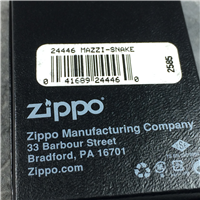 24446 MAZZI-SNAKE
0 41689 24446 0
2585
zippo
Zippo Manufacturing Company
33 Barbour Street
Bradford, PA 16701
Zippo.com